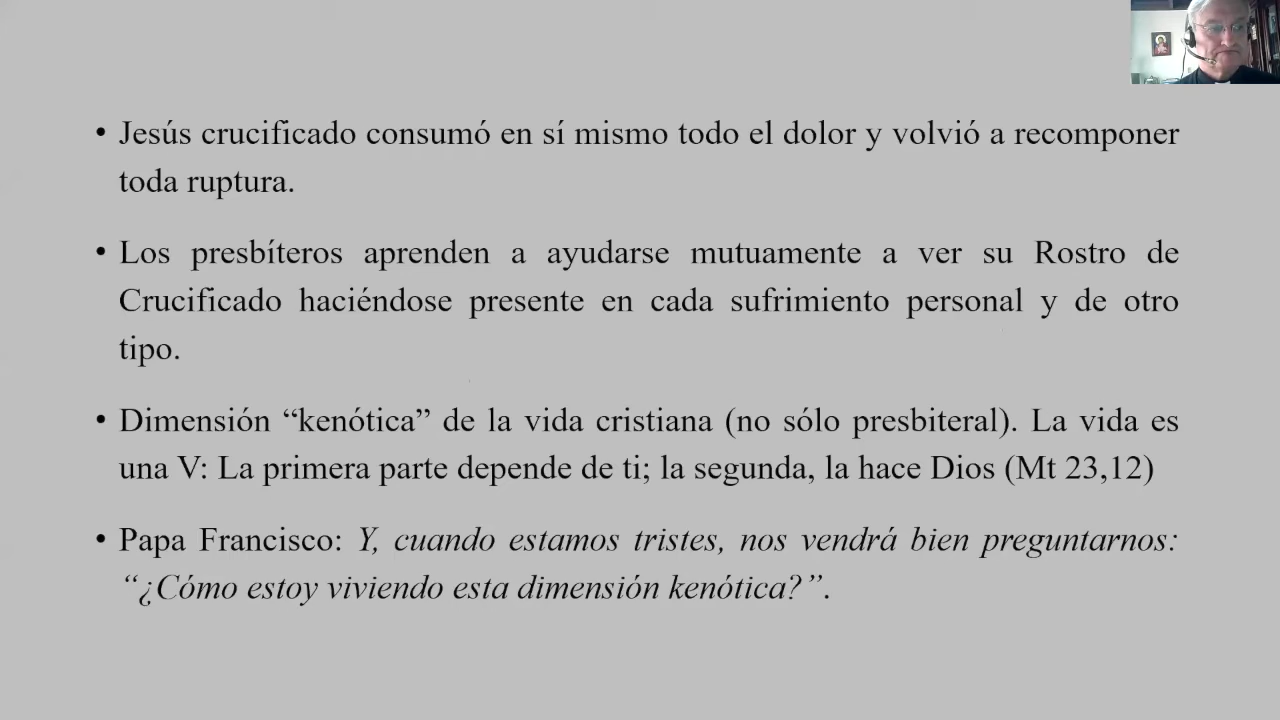 • Jesús crucificado consumó en sí mismo todo el dolor y volvió a recomponer
toda ruptura.
• Los presbíteros aprenden a ayudarse mutuamente a ver su Rostro de
Crucificado haciéndose presente en cada sufrimiento personal y de otro
tipo.
• Dimensión “kenótica” de la vida cristiana (no sólo presbiteral). La vida es
una V: La primera parte depende de ti; la segunda, la hace Dios (Mt 23,12)
• Papa Francisco: Y, cuando estamos tristes, nos vendrá bien preguntarnos:
“¿Cómo estoy viviendo esta dimensión kenótica?”.